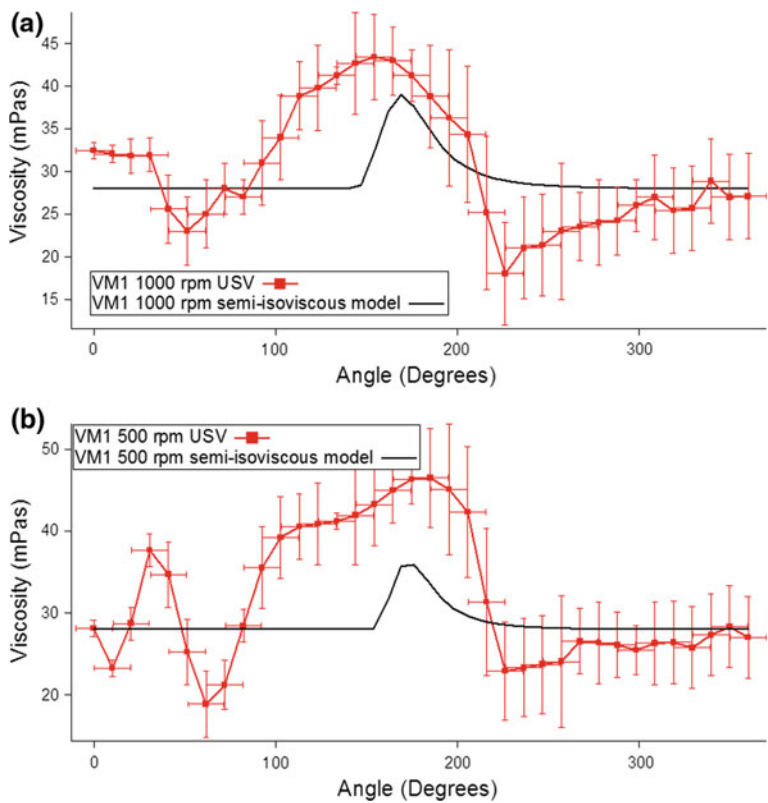 (a)
45
40
35
30
25
20
15
Viscosity (mPas)
VM1 1000 rpm USV
VM1 1000 rpm semi-isoviscous model
0 100 200 300
Angle (Degrees)
(b)
VM1 500 rpm USV
VM1 500 rpm semi-isoviscous model
50
40
30
20
Viscosity (mPas)
0 100 200 300
Angle (Degrees)